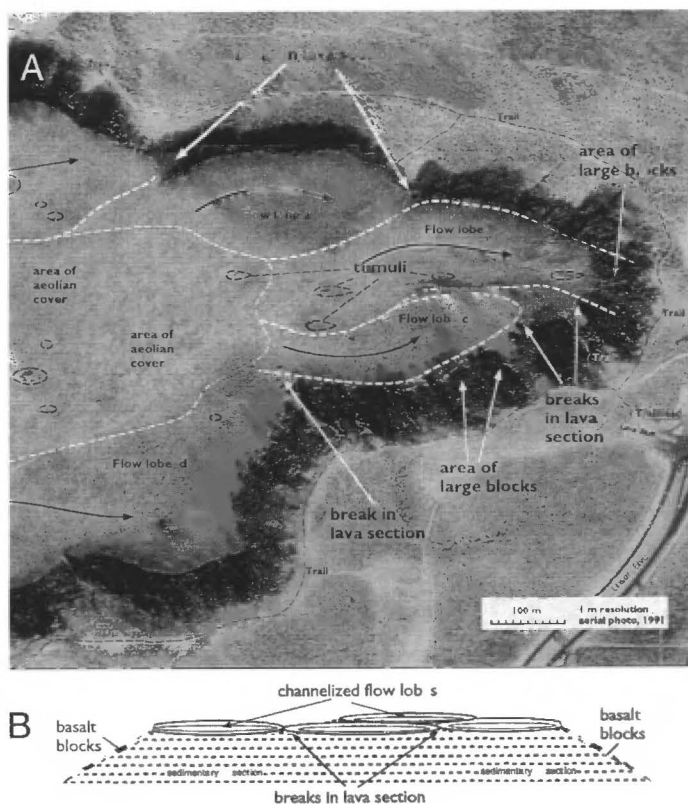 A
Trail
area of
large
Flow lobe
tumuli
area of
aeolian
cover
area of
aeolian
cover
Flow c
Trail
breaks
in lava
section
area of
large blocks
Flow lobe d
break in
lava section
Trail
100 m
1 m resolution
aerial photo, 1991
B
channelized flow
basalt
blocks
basalt
blocks
sedimentary section
sedimentary section
breaks in lava section